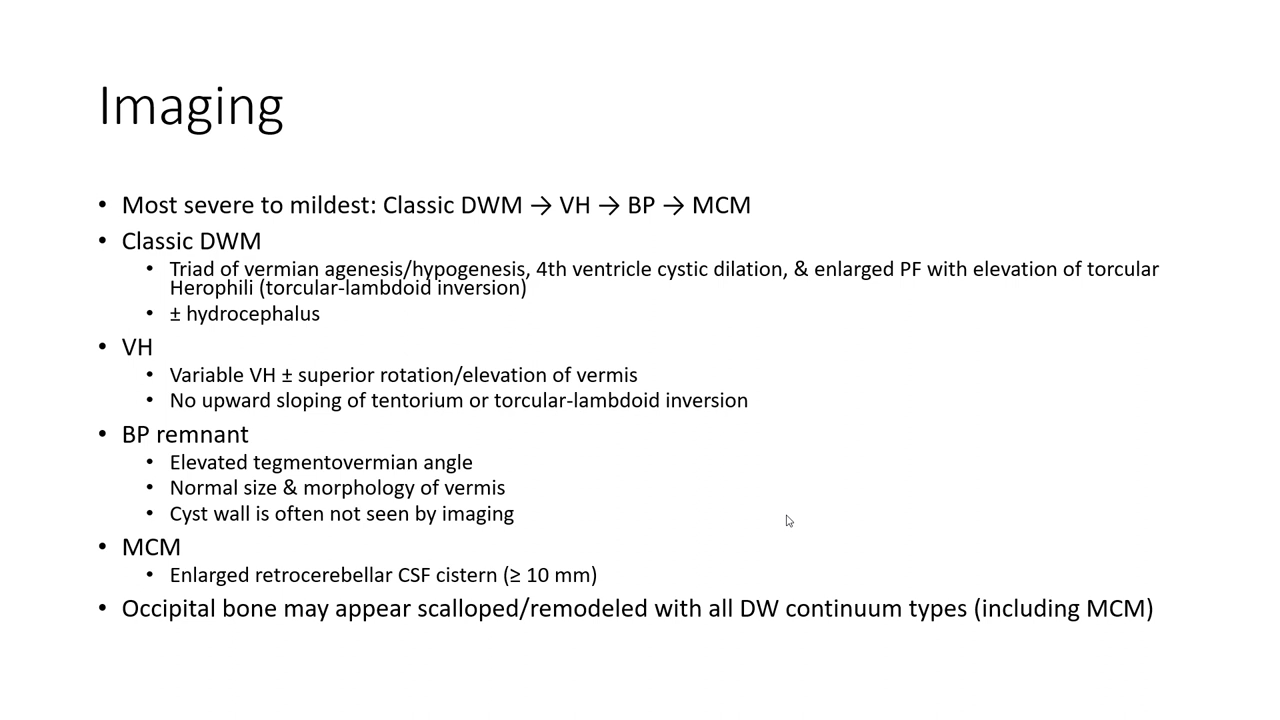 Imaging
• Most severe to mildest: Classic DWM → VH → BP → MCM
• Classic DWM
• Triad of vermian agenesis/hypogenesis, 4th ventricle cystic dilation, & enlarged PF with elevation of torcular
Herophili (torcular-lambdoid inversion)
• ± hydrocephalus
• VH
• Variable VH ± superior rotation/elevation of vermis
• No upward sloping of tentorium or torcular-lambdoid inversion
• BP remnant
• Elevated tegmentovermian angle
• Normal size & morphology of vermis
• Cyst wall is often not seen by imaging
• MCM
• Enlarged retrocerebellar CSF cistern (≥ 10 mm)
• Occipital bone may appear scalloped/remodeled with all DW continuum types (including MCM)